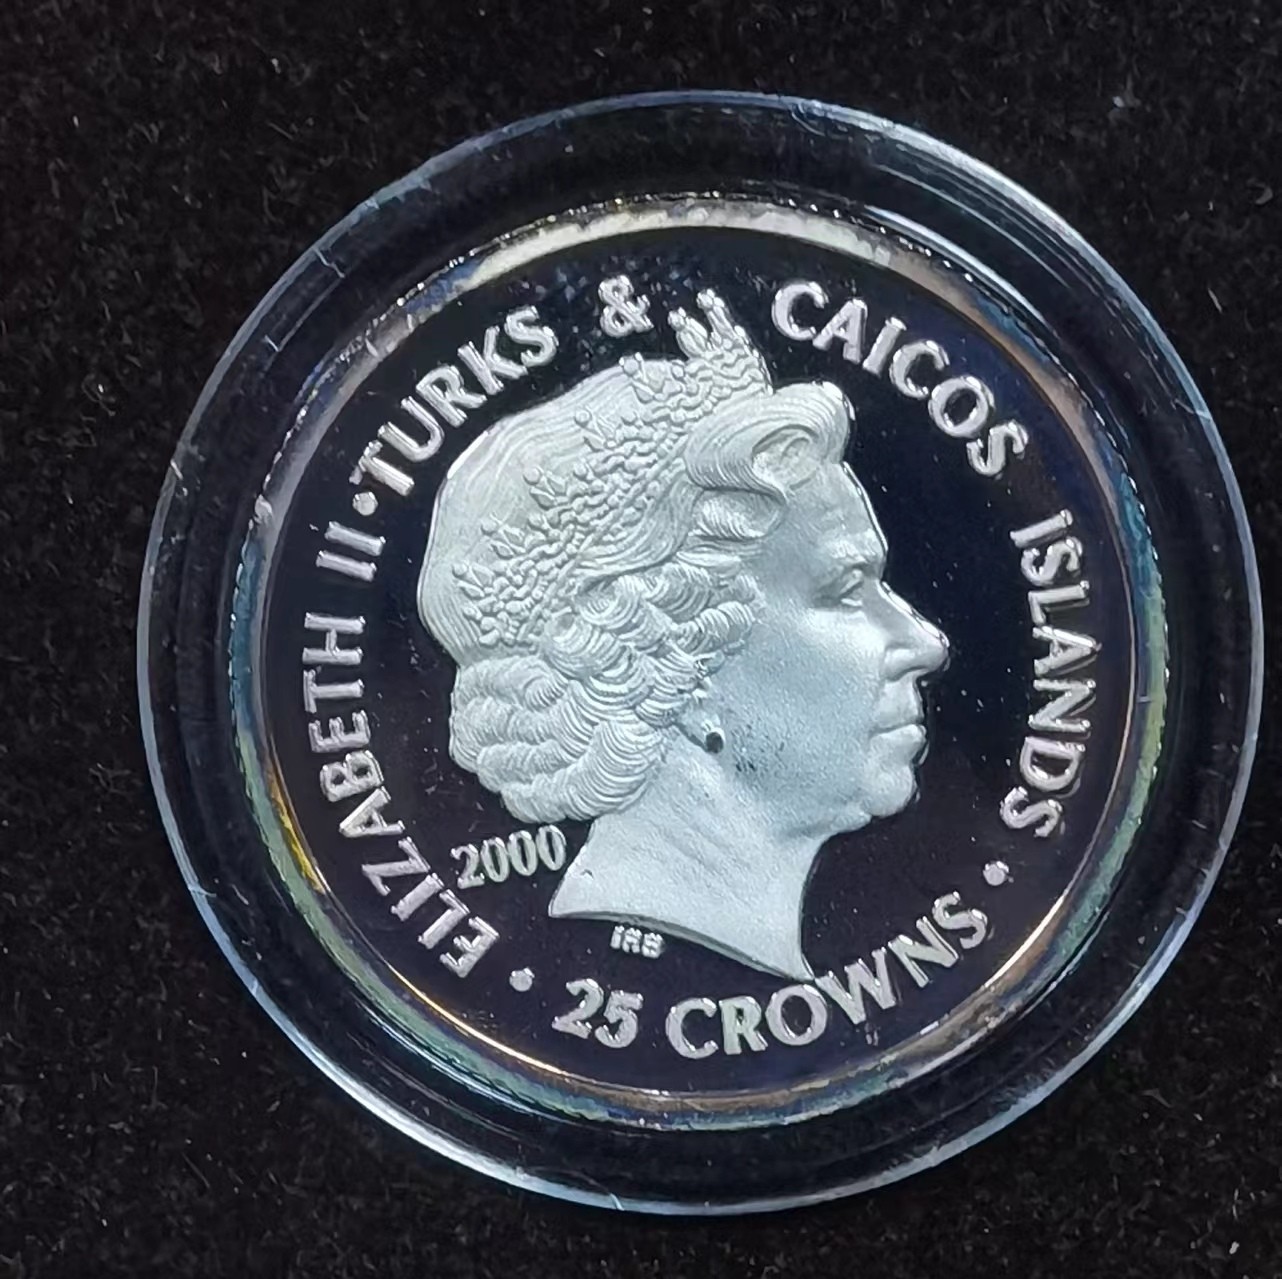 ELIZABETH II • TURKS & CAICOS ISLANDS •
2000
IRB
25 CROWNS •